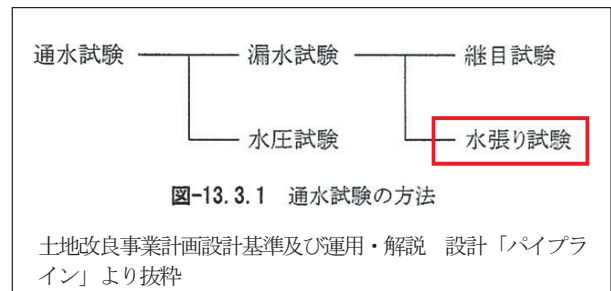 通水試験 漏水試験 継目試験
水圧試験 水張り試験
図-13.3.1 通水試験の方法
土地改良事業計画設計基準及び運用・解説 設計「パイプラ
イン」より抜粋